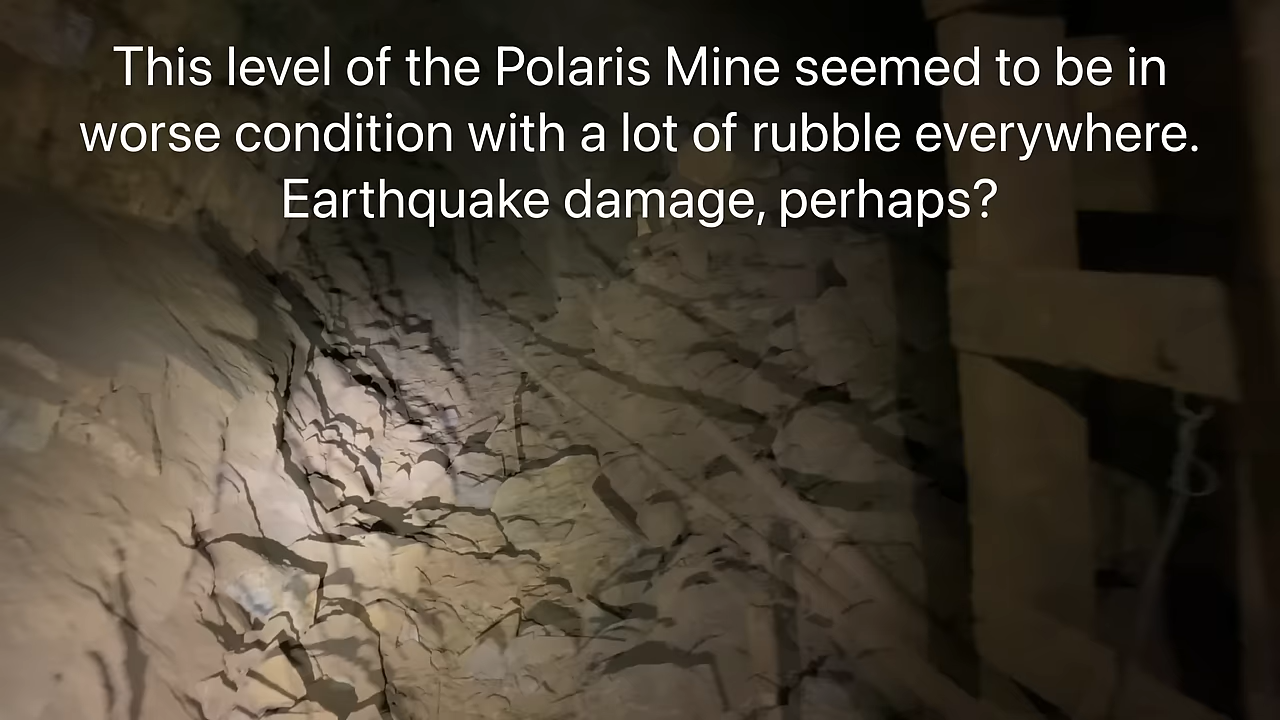 This level of the Polaris Mine seemed to be in
worse condition with a lot of rubble everywhere.
Earthquake damage, perhaps?